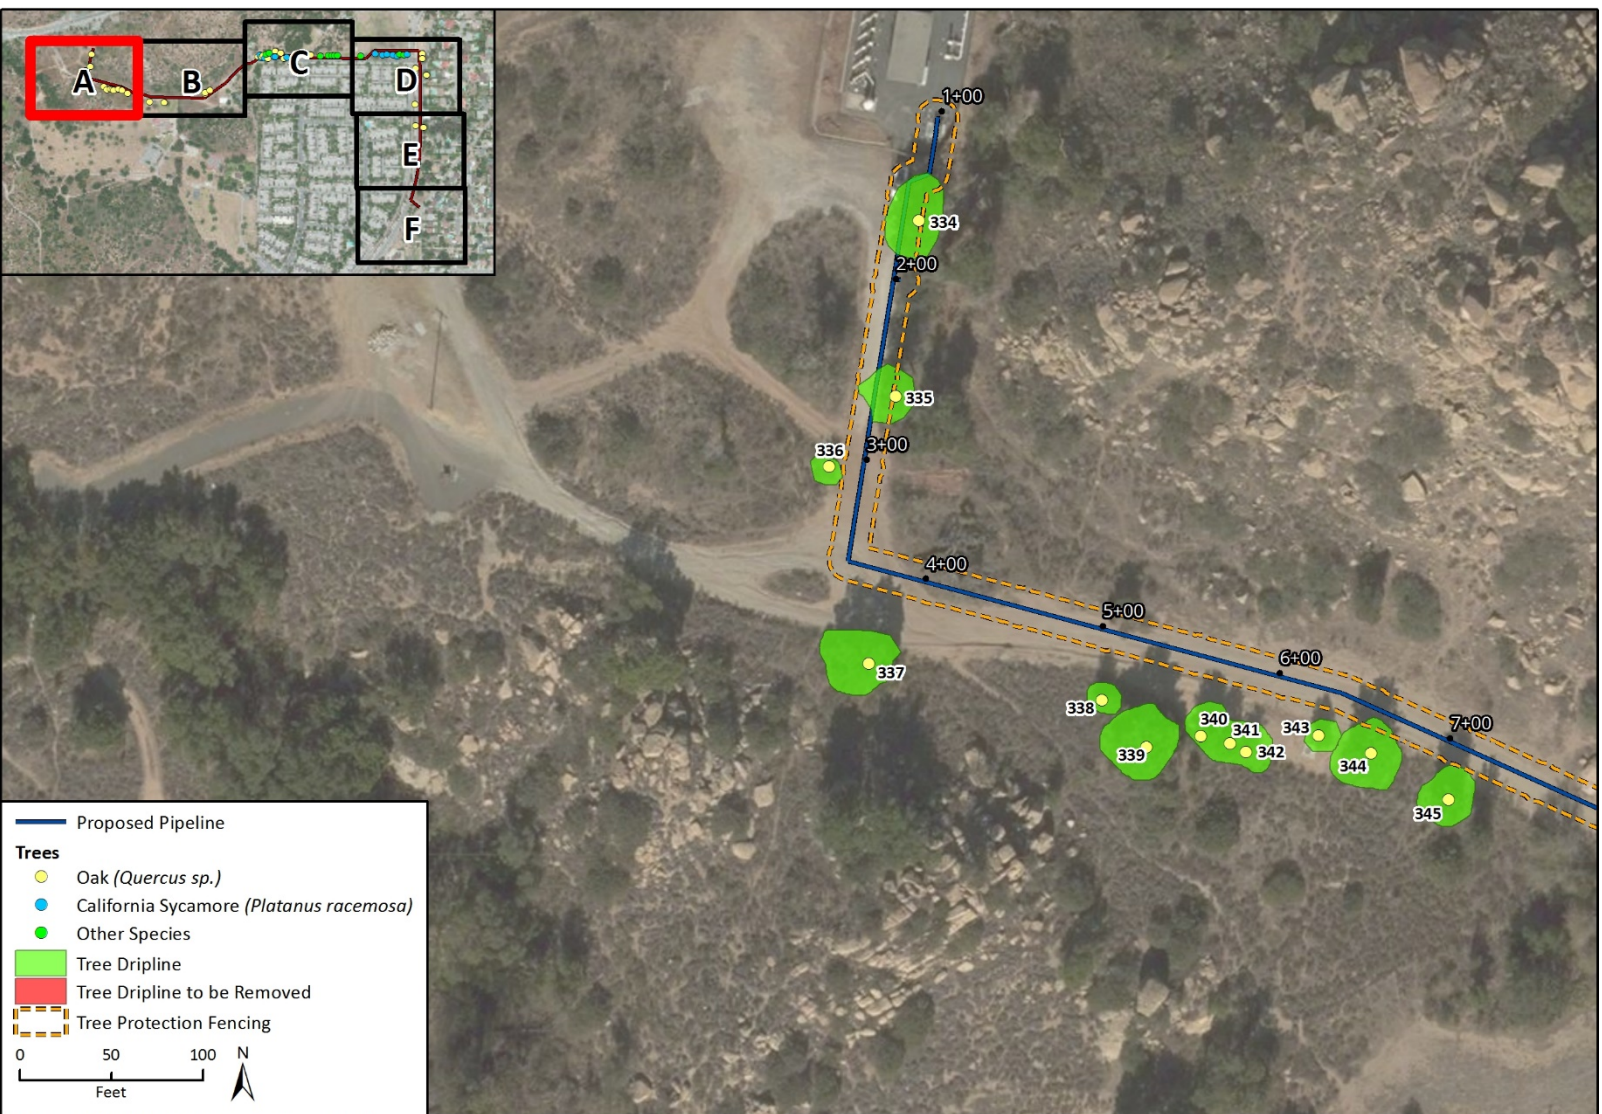 A
B
C
D
E
F
1+00
334
2+00
335
3+00
336
4+00
5+00
6+00
337
338
339
340
341
342
343
344
7+00
345
Proposed Pipeline
Trees
Oak (Quercus sp.)
California Sycamore (Platanus racemosa)
Other Species
Tree Dripline
Tree Dripline to be Removed
Tree Protection Fencing
0 50 100 N
Feet